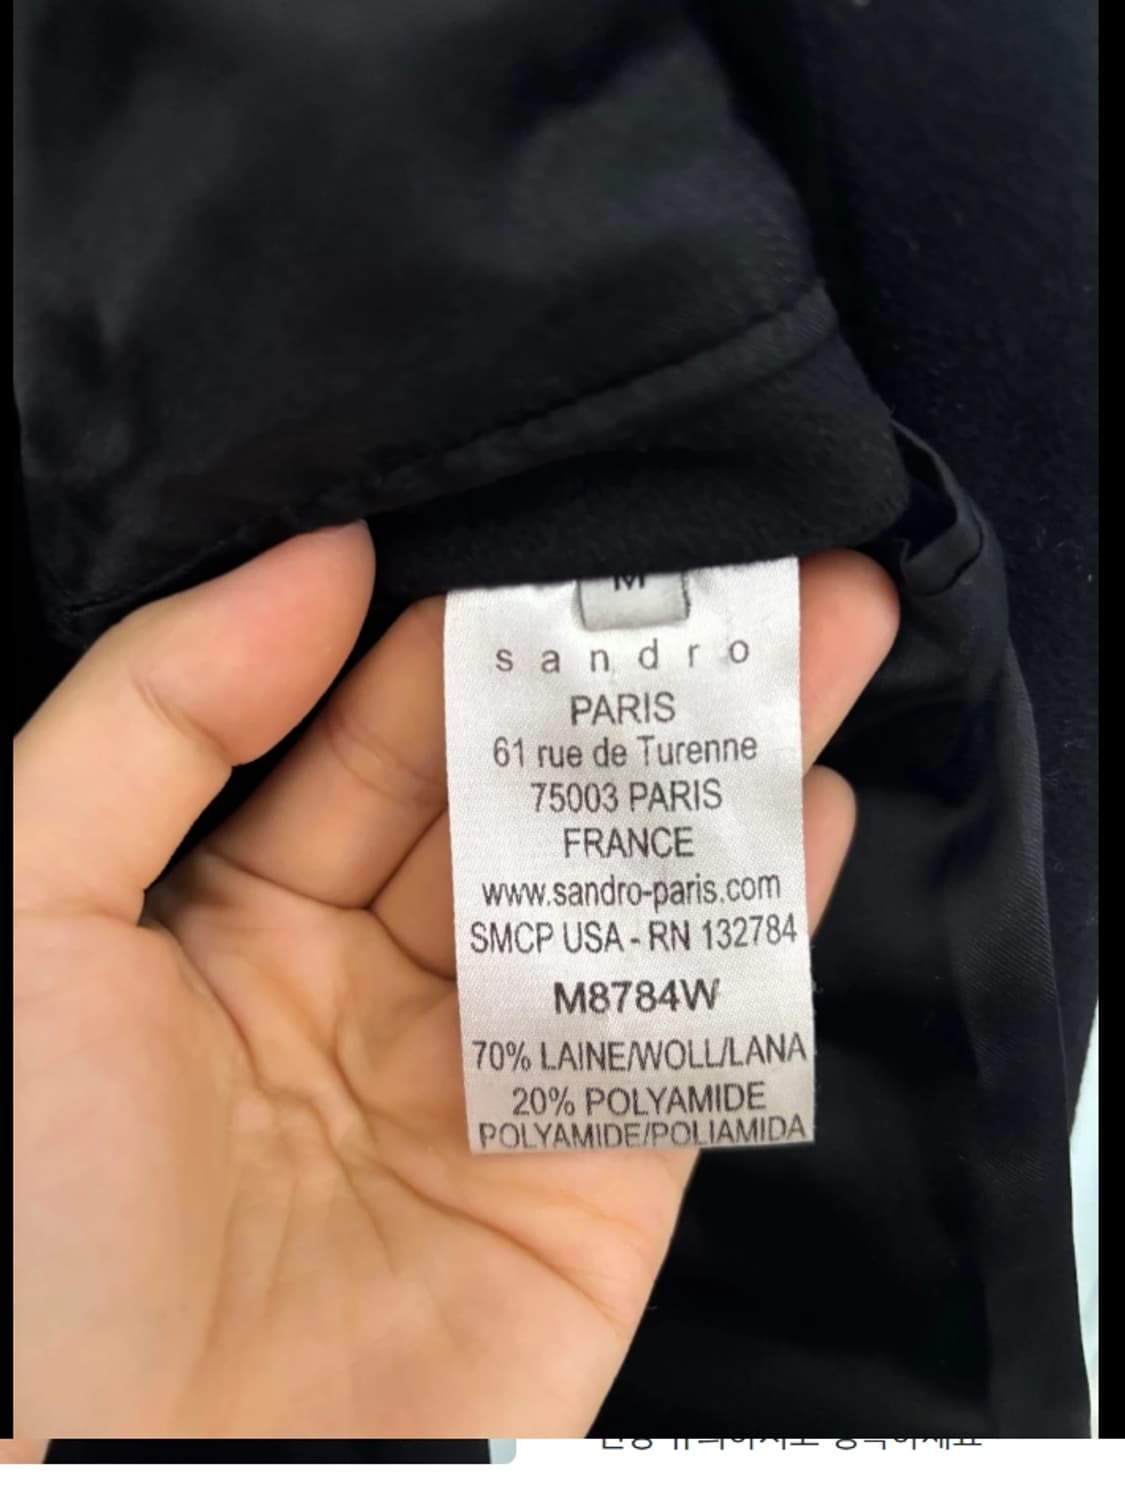 M
s a n d r o
PARIS
61 rue de Turenne
75003 PARIS
FRANCE
www.sandro-paris.com
SMCP USA - RN 132784
M8784W
70% LAINE/WOLL/LANA
20% POLYAMIDE
POLYAMIDE/POLIAMIDA